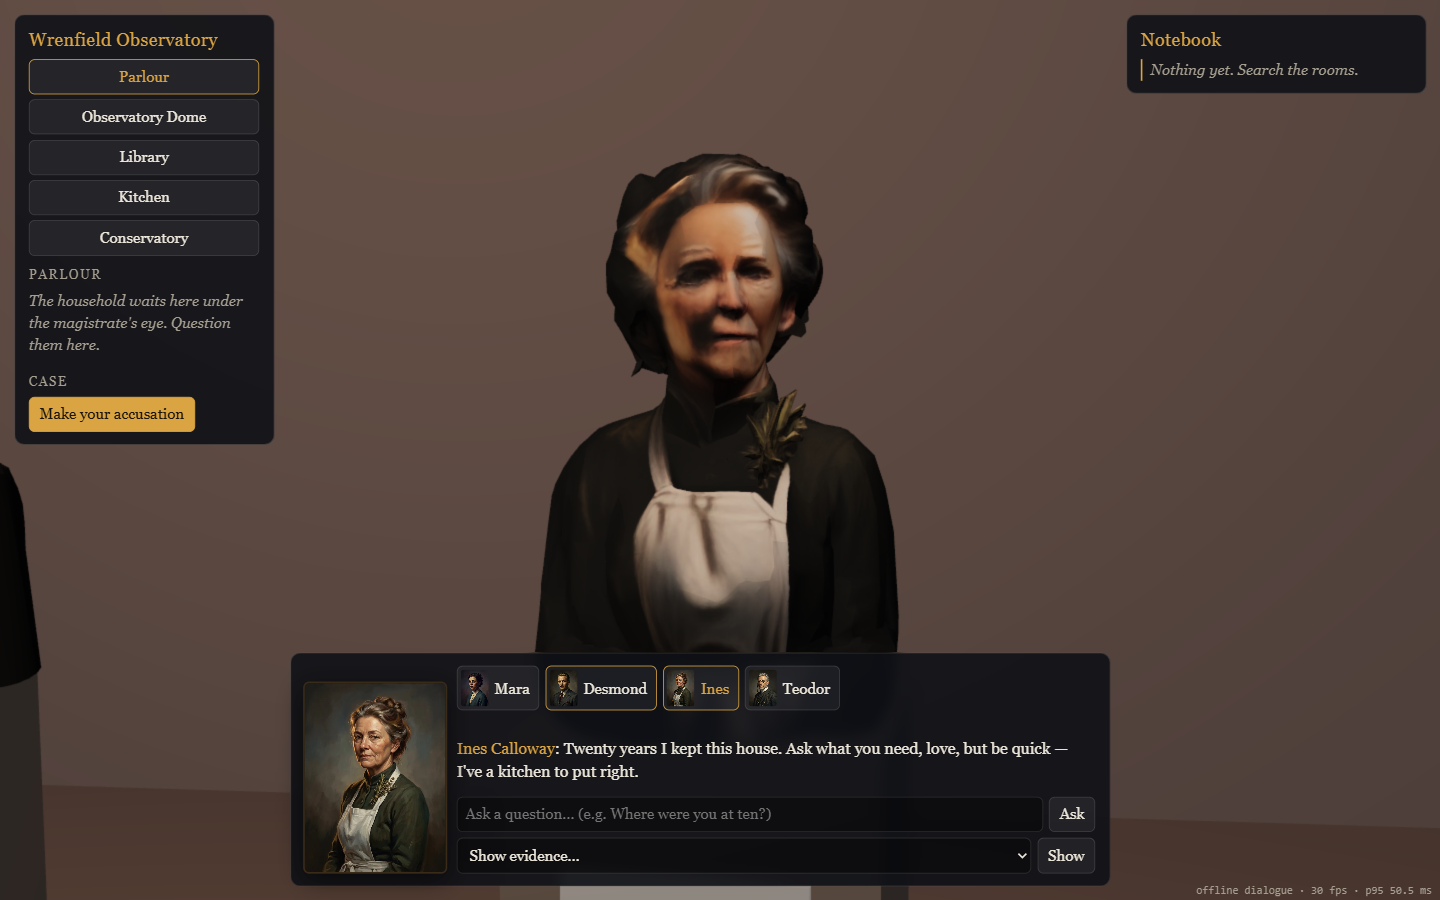 Wrenfield Observatory
Parlour
Observatory Dome
Library
Kitchen
Conservatory
PARLOUR
The household waits here under
the magistrate's eye. Question
them here.
CASE
Make your accusation
Notebook
Nothing yet. Search the rooms.
Mara
Desmond
Ines
Teodor
Ines Calloway: Twenty years I kept this house. Ask what you need, love, but be quick —
I've a kitchen to put right.
Ask a question... (e.g. Where were you at ten?)
Ask
Show evidence...
Show
offline dialogue · 30 fps · p95 50.5 ms